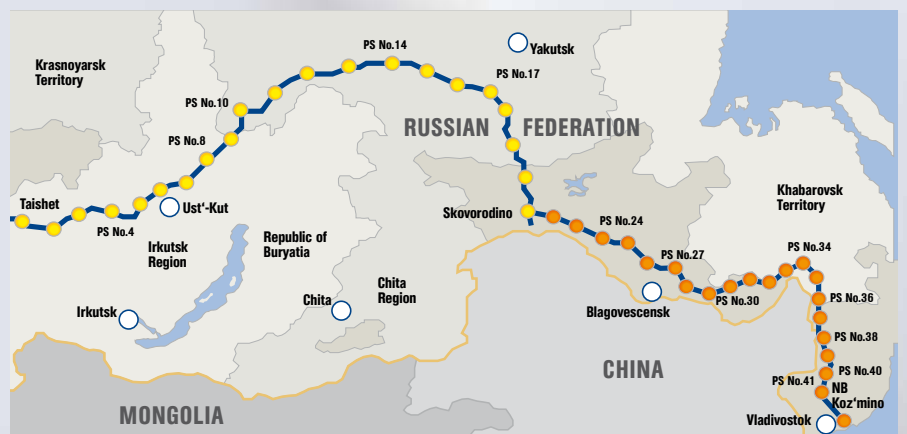 PS No.14
Yakutsk
Krasnoyarsk
Territory
PS No.17
PS No.10
RUSSIAN FEDERATION
PS No.8
Khabarovsk
Territory
Taishet
Ust'-Kut
Skovorodino
PS No.24
PS No.4
Irkutsk
Region
Republic of
Buryatia
PS No.34
PS No.27
Chita
Region
Chita
PS No.30
PS No.36
Irkutsk
Blagovescensk
PS No.38
CHINA
PS No.40
PS No.41
NB
Koz'mino
MONGOLIA
Vladivostok